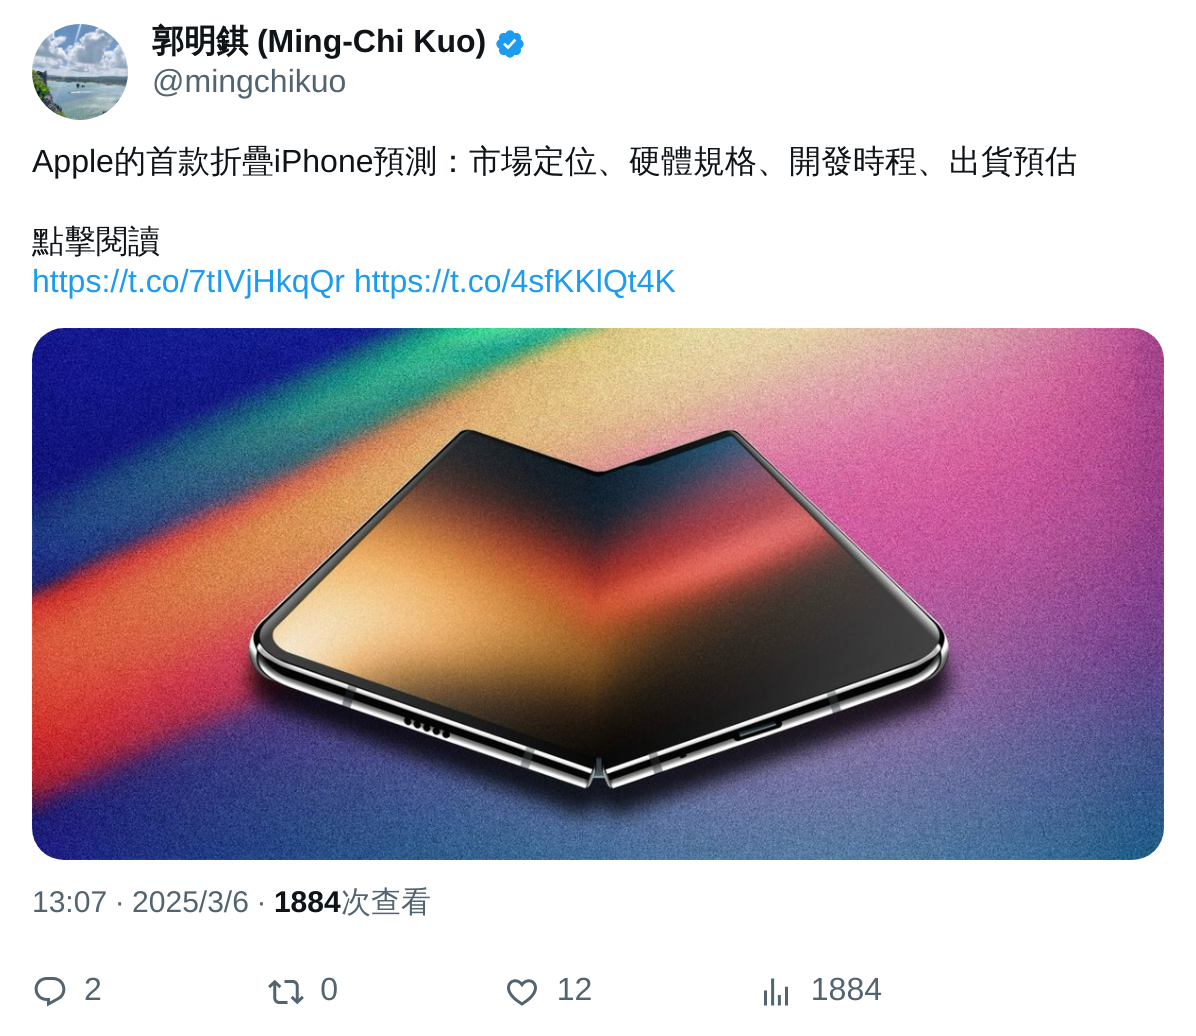 郭明錤 (Ming-Chi Kuo)
@mingchikuo
Apple的首款折疊iPhone預測：市場定位、硬體規格、開發時程、出貨預估
點擊閱讀
https://t.co/7tIVjHkqQr https://t.co/4sfKKlQt4K
13:07 · 2025/3/6 · 1884次查看
2 0 12 1884